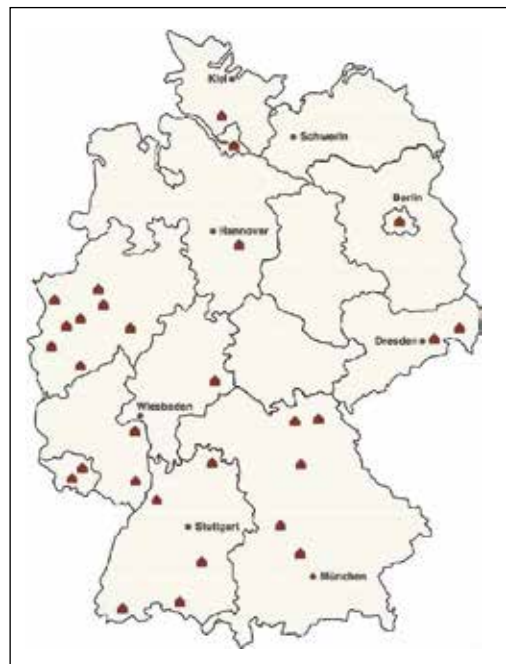 Kiel
Schwerin
Berlin
Hannover
Dresden
Wiesbaden
Stuttgart
München